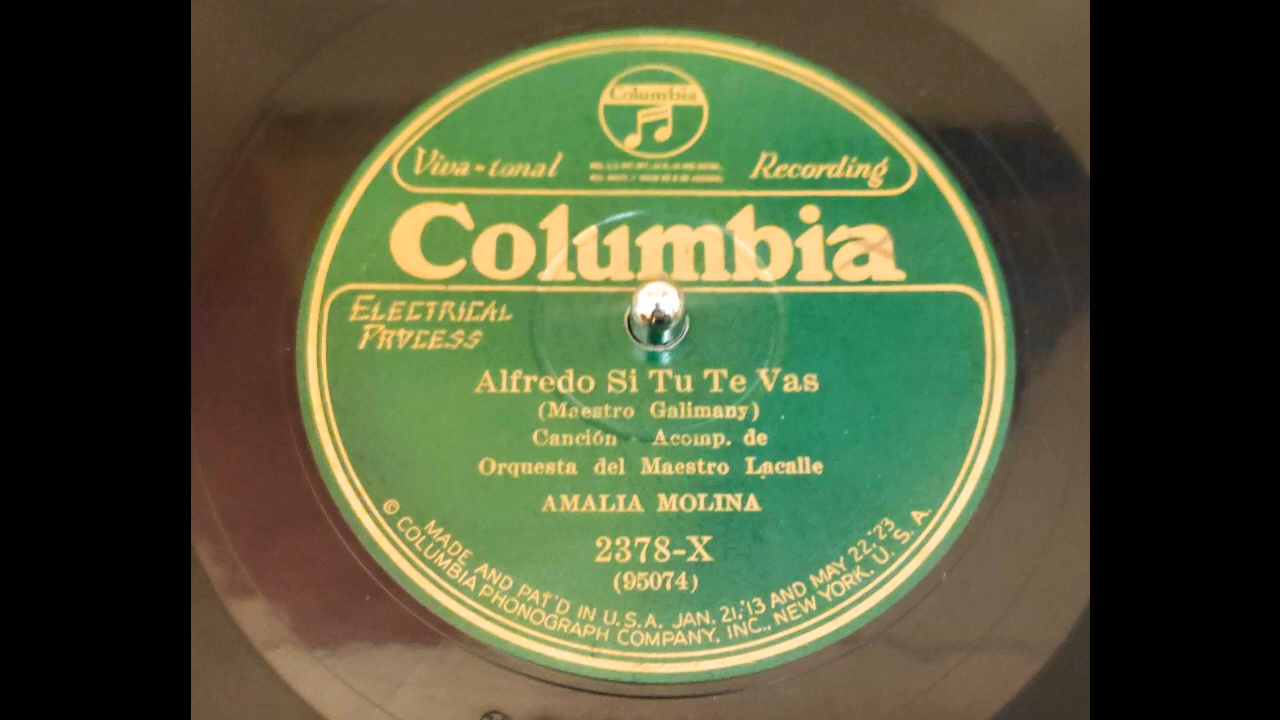 Columbia
Viva-tonal Recording
Columbia
ELECTRICAL
PROCESS
Alfredo Si Tu Te Vas
(Maestro Galimany)
Canción Acomp. de
Orquesta del Maestro Lacalle
AMALIA MOLINA
2378-X
(95074)
MADE AND PAT'D IN U.S.A. JAN. 21,'13 AND MAY 22,'23
© COLUMBIA PHONOGRAPH COMPANY, INC., NEW YORK, U. S. A.